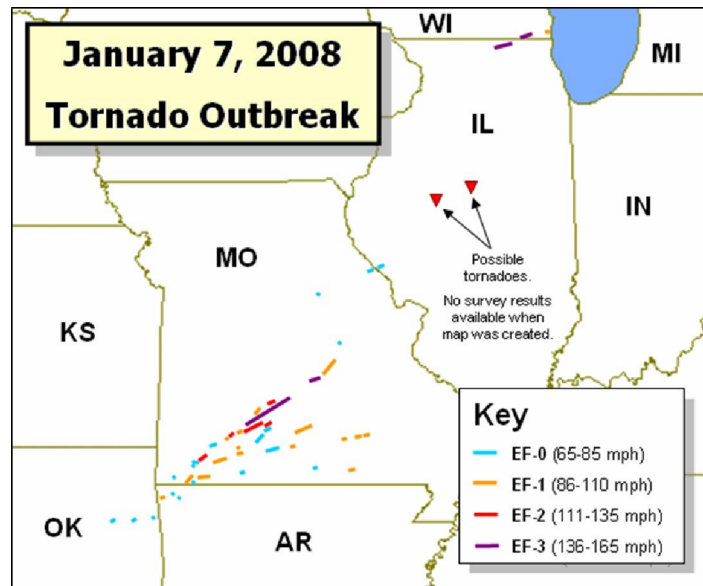 January 7, 2008
Tornado Outbreak
WI
MI
IL
IN
MO
KS
Possible
tornadoes.
No survey results
available when
map was created.
OK
AR
Key
EF-0 (65-85 mph)
EF-1 (86-110 mph)
EF-2 (111-135 mph)
EF-3 (136-165 mph)